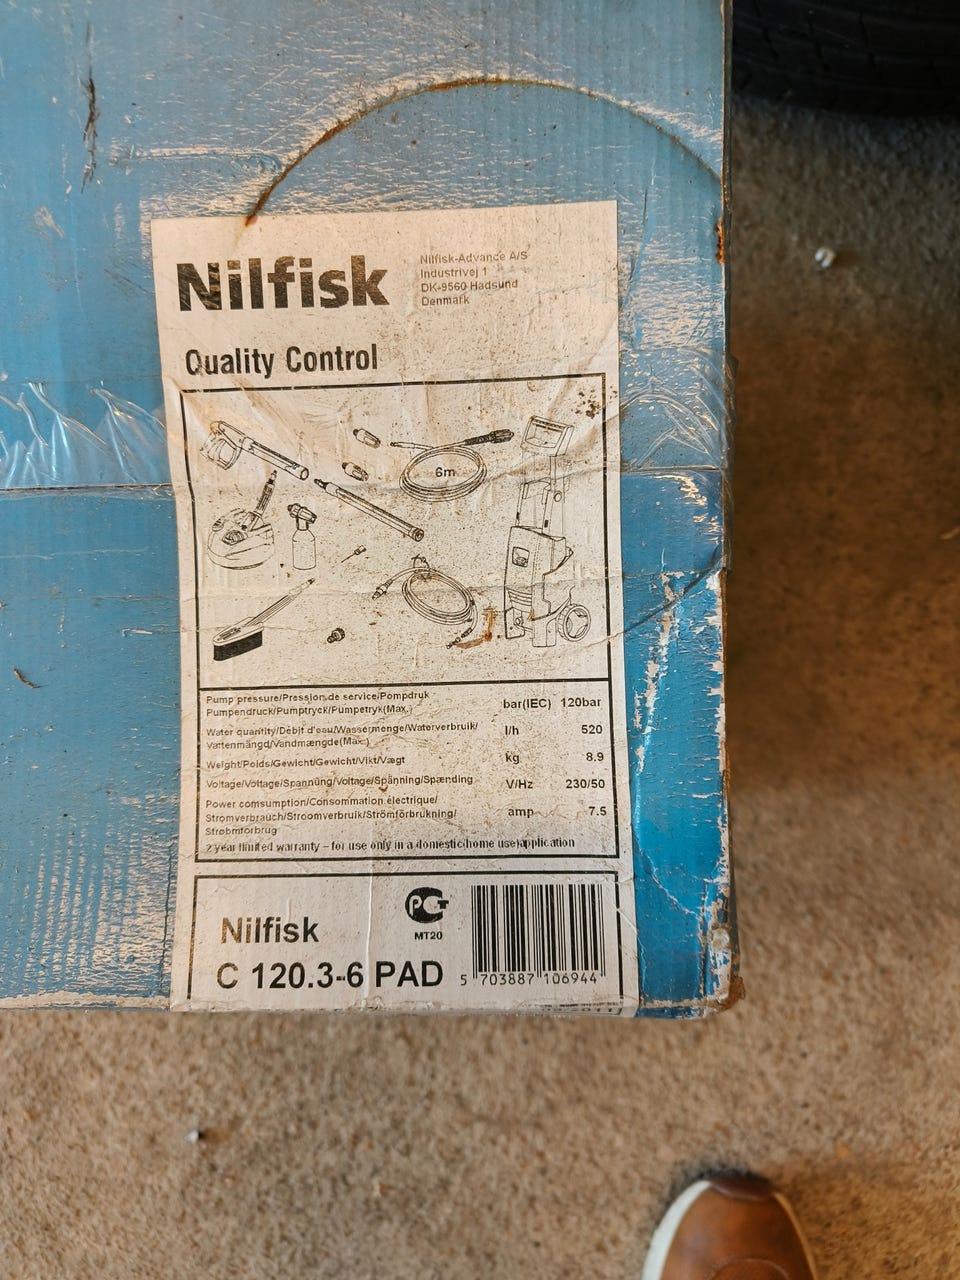 Nilfisk
Nilfisk-Advance A/S
Industrivej 1
DK-9560 Hadsund
Denmark
Quality Control
6m
Pump pressure/Pression de service/Pompdruk
Pumpendruck/Pumptryck/Pumpetryk(Max.) bar(IEC) 120bar
Water quantity/Debit d'eau/Wassermenge/Waterverbruik/
Vattenmängd/Vandmængde(Max.) l/h 520
Weight/Poids/Gewicht/Gewicht/Vikt/Vægt kg 8.9
Voltage/Voltage/Spannung/Voltage/Spänning/Spænding V/Hz 230/50
Power comsumption/Consommation électrique/
Stromverbrauch/Stroomverbruik/Strömförbrukning/ amp 7.5
Strøbmforbrug
2 year limited warranty – for use only in a domestic(home use)application
Nilfisk
PCT
MT20
C 120.3-6 PAD
5 703887 106944